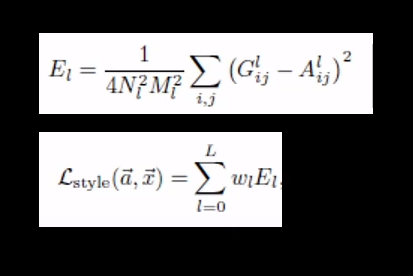 E_l = \frac{1}{4N_l^2 M_l^2} \sum_{i,j} (G_{ij}^l - A_{ij}^l)^2
\mathcal{L}_{\text{style}}(\vec{a}, \vec{x}) = \sum_{l=0}^{L} w_l E_l,